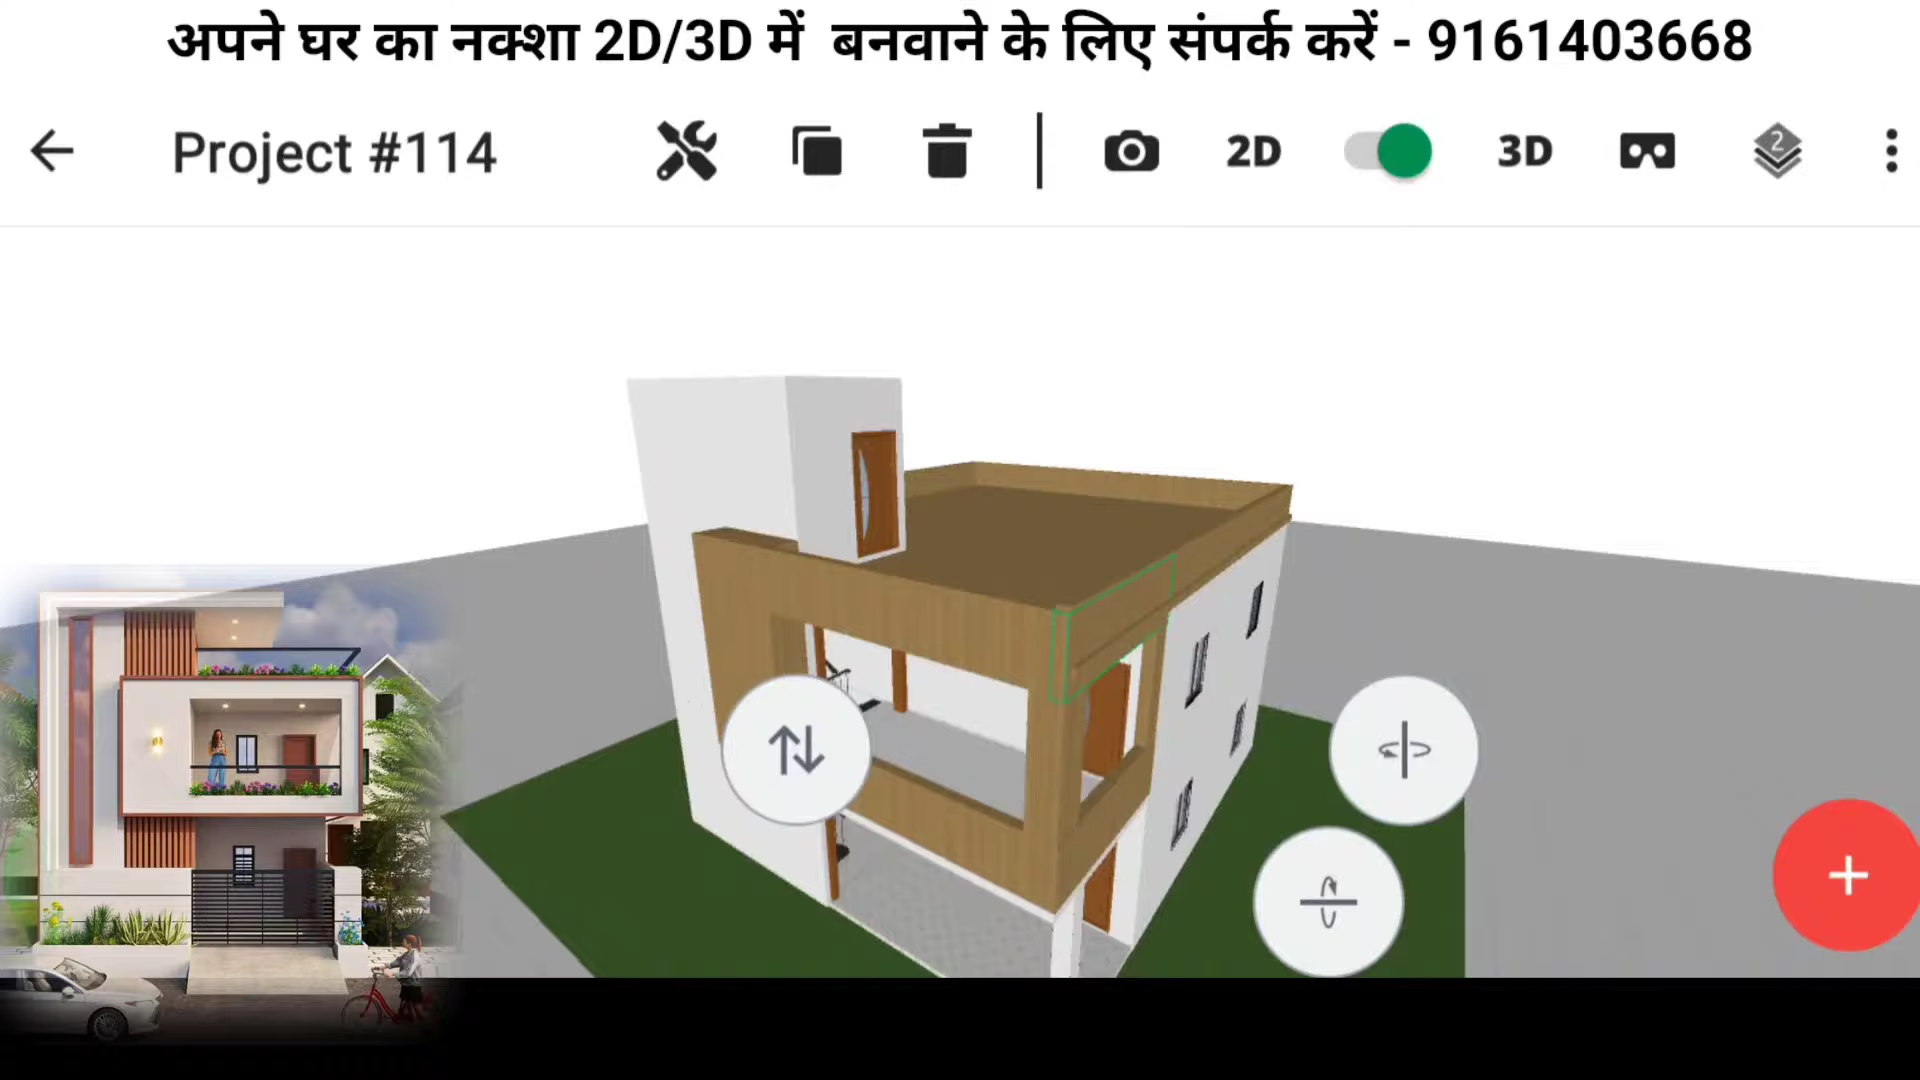 अपने घर का नक्शा 2D/3D में बनवाने के लिए संपर्क करें - 9161403668
Project #114 2D 3D 2